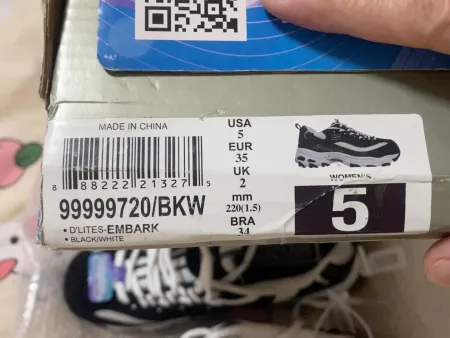 MADE IN CHINA
8 88222 21327 5
99999720/BKW
• D'LITES-EMBARK
• BLACK/WHITE
USA
5
EUR
35
UK
2
mm
220(1.5)
BRA
34
WOMEN'S
5